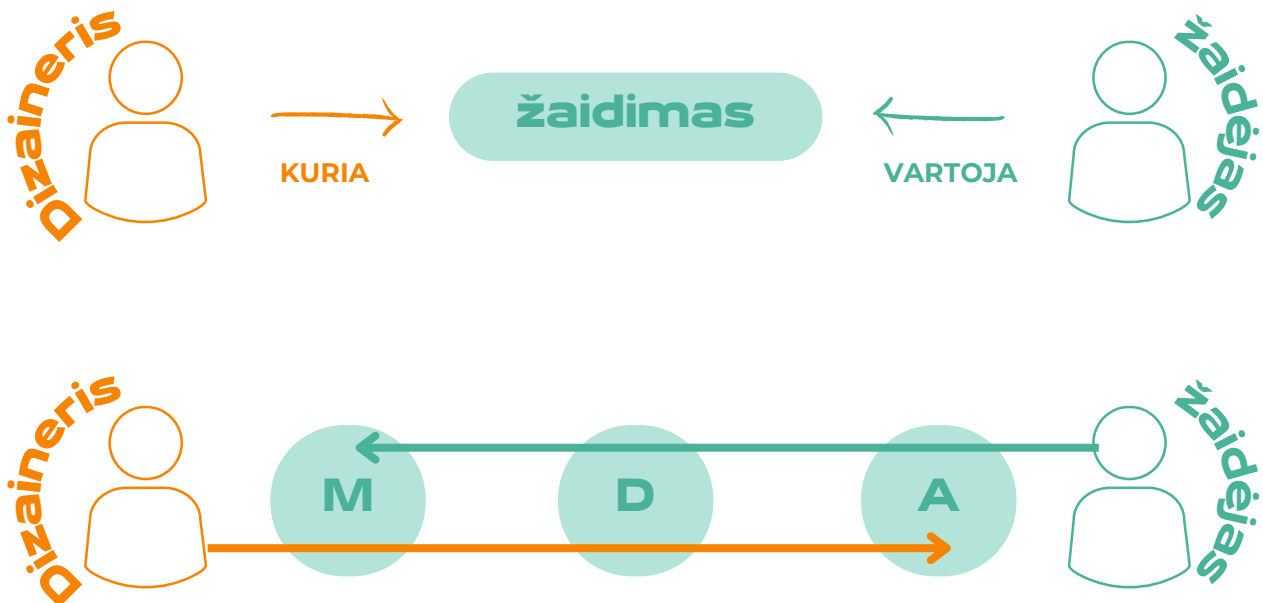 Dizaineris
žaidimas
žaidėjas
KURIA
VARTOJA
Dizaineris
M
D
A
žaidėjas